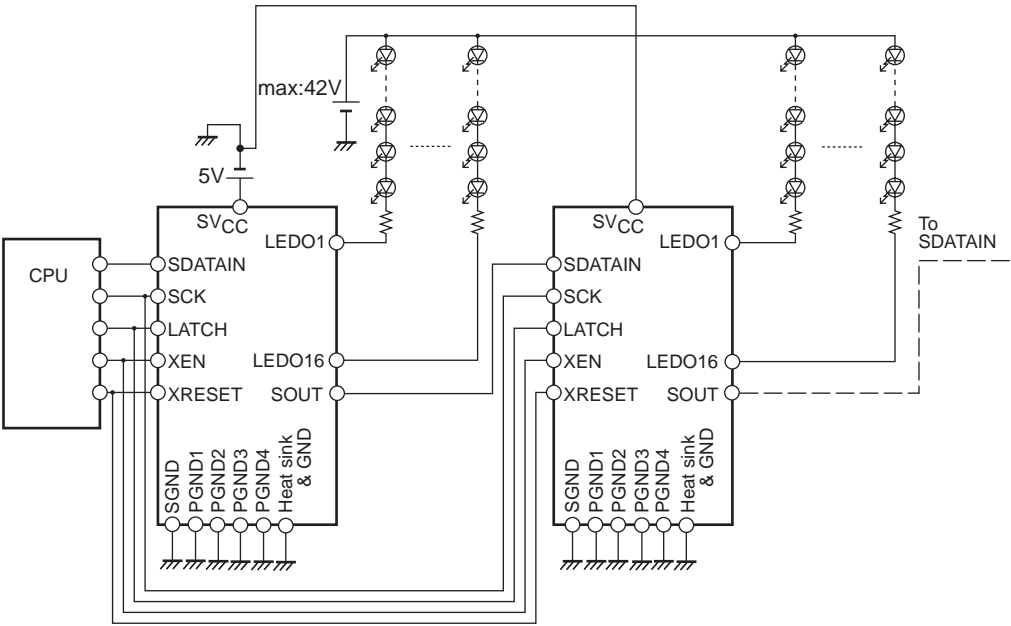 max:42V
5V
CPU
SVCC
LEDO1
SDATAIN
SCK
LATCH
XEN
XRESET
LEDO16
SOUT
SGND
PGND1
PGND2
PGND3
PGND4
Heat sink
& GND
SVCC
LEDO1
SDATAIN
SCK
LATCH
XEN
XRESET
LEDO16
SOUT
SGND
PGND1
PGND2
PGND3
PGND4
Heat sink
& GND
To
SDATAIN